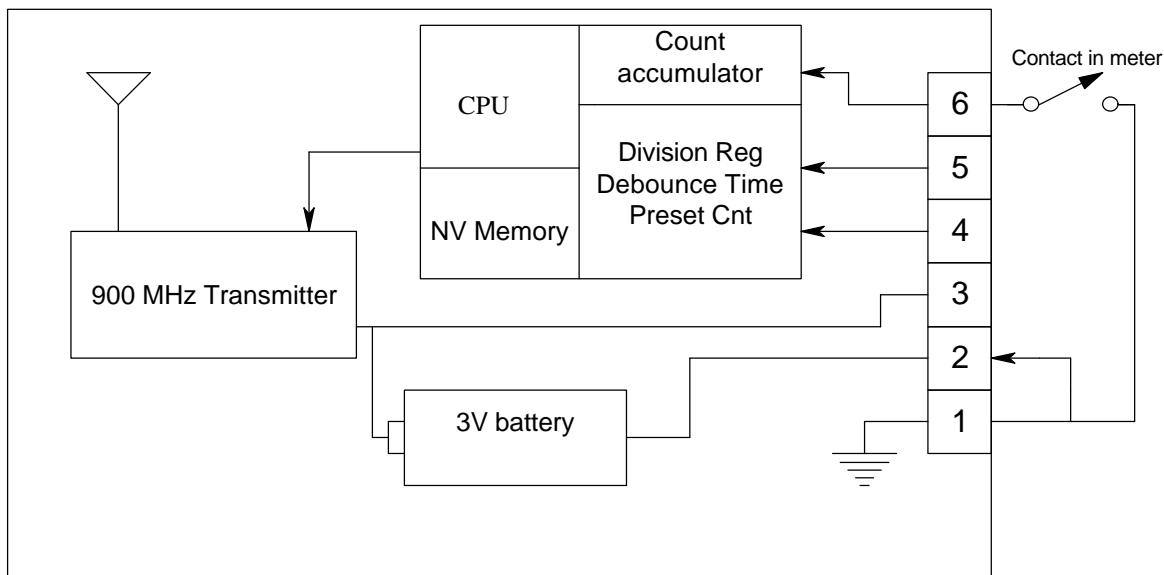 Count
accumulator
CPU
Division Reg
Debounce Time
Preset Cnt
NV Memory
900 MHz Transmitter
3V battery
6
5
4
3
2
1
Contact in meter